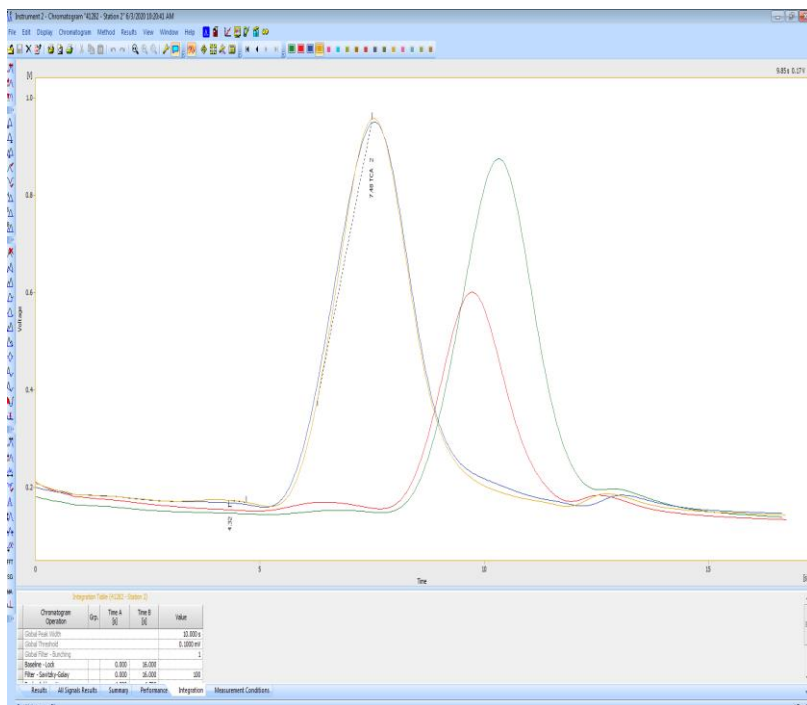 Instrument 2 - Chromatogram "41282 - Station 2" 6/3/2020 10:20:41 AM
File Edit Display Chromatogram Method Results View Window Help
9.85 s 0.17 V
[V]
1.0
0.8
0.6
0.4
0.2
Voltage
7.48 TCA 2
4.32
0 5 10 15
Time
Integration Table (41282 - Station 2)
Chromatogram Operation Grp. Time A [s] Time B [s] Value
Global Peak Width 10.000 s
Global Threshold 0.1000 mV
Global Filter - Bunching 1
Baseline - Lock 0.000 16.000
Filter - Savitzky-Golay 0.000 16.000 100
Results All Signals Results Summary Performance Integration Measurement Conditions